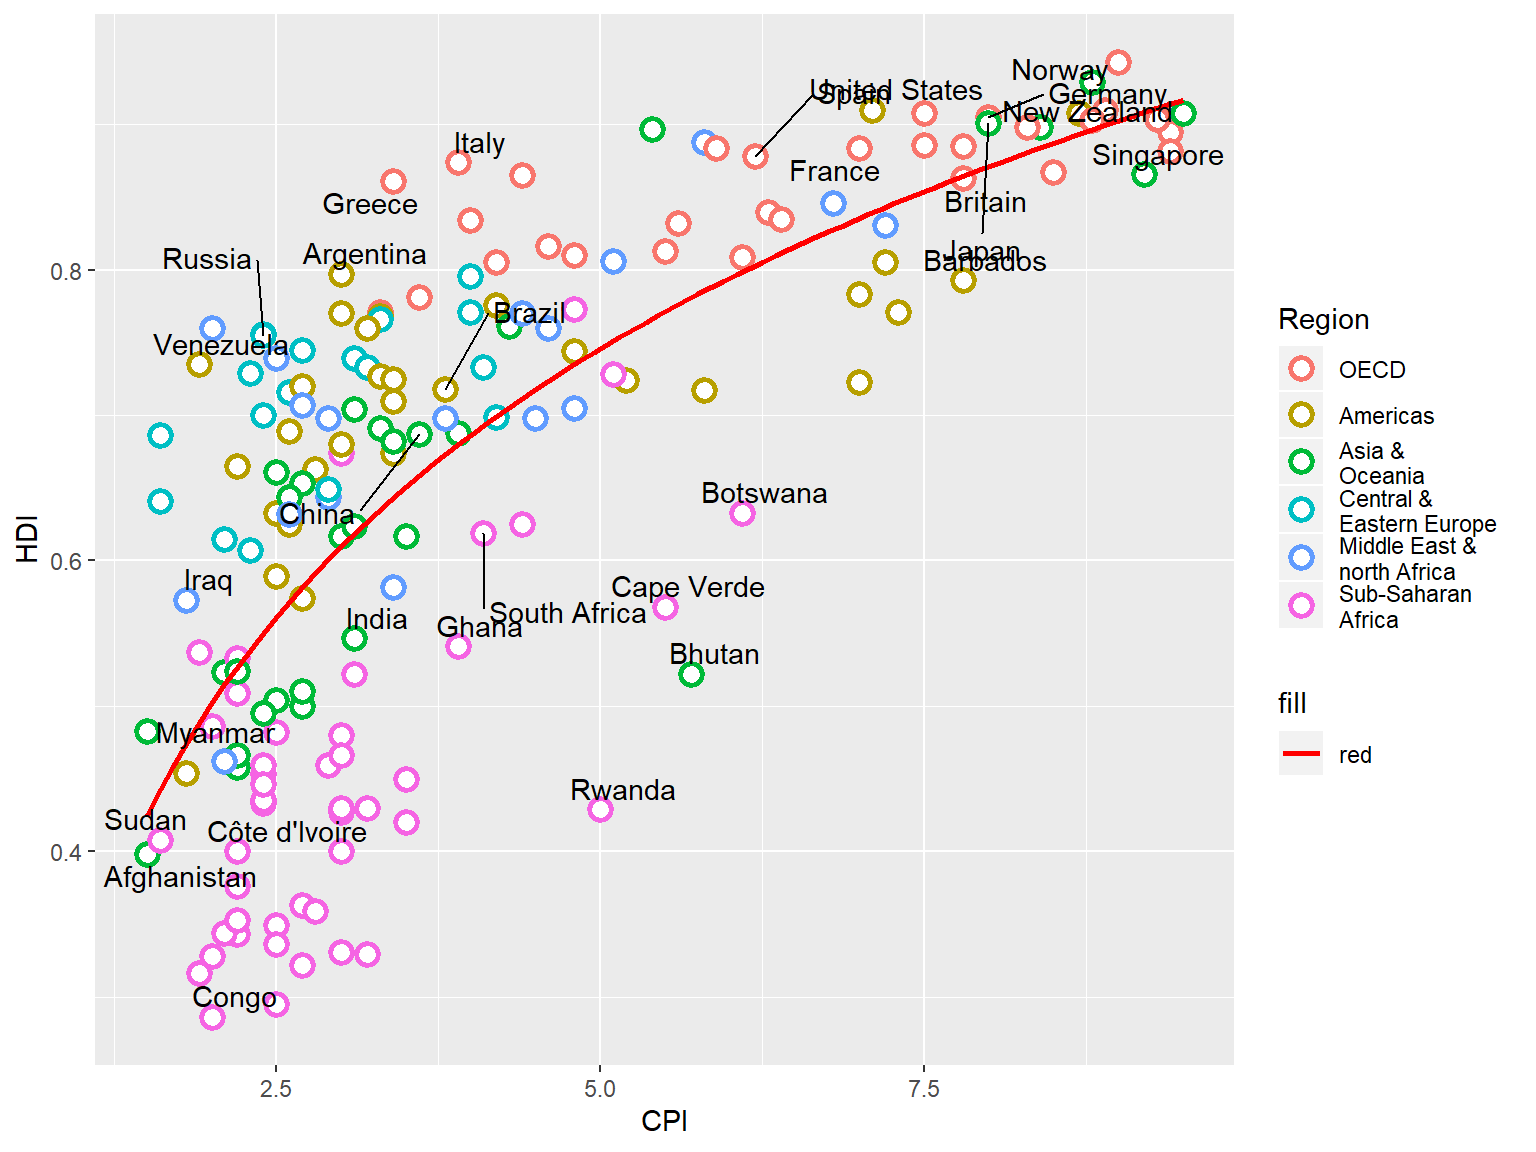 Norway
United States
Spain
Germany
New Zealand
Italy
Singapore
France
Greece
Britain
Japan
Barbados
Argentina
Russia
Brazil
Venezuela
Botswana
China
Iraq
Cape Verde
South Africa
India
Ghana
Bhutan
Myanmar
Rwanda
Sudan
Côte d'Ivoire
Afghanistan
Congo
HDI
0.8
0.6
0.4
2.5
5.0
7.5
CPI
Region
OECD
Americas
Asia &
Oceania
Central &
Eastern Europe
Middle East &
north Africa
Sub-Saharan
Africa
fill
red